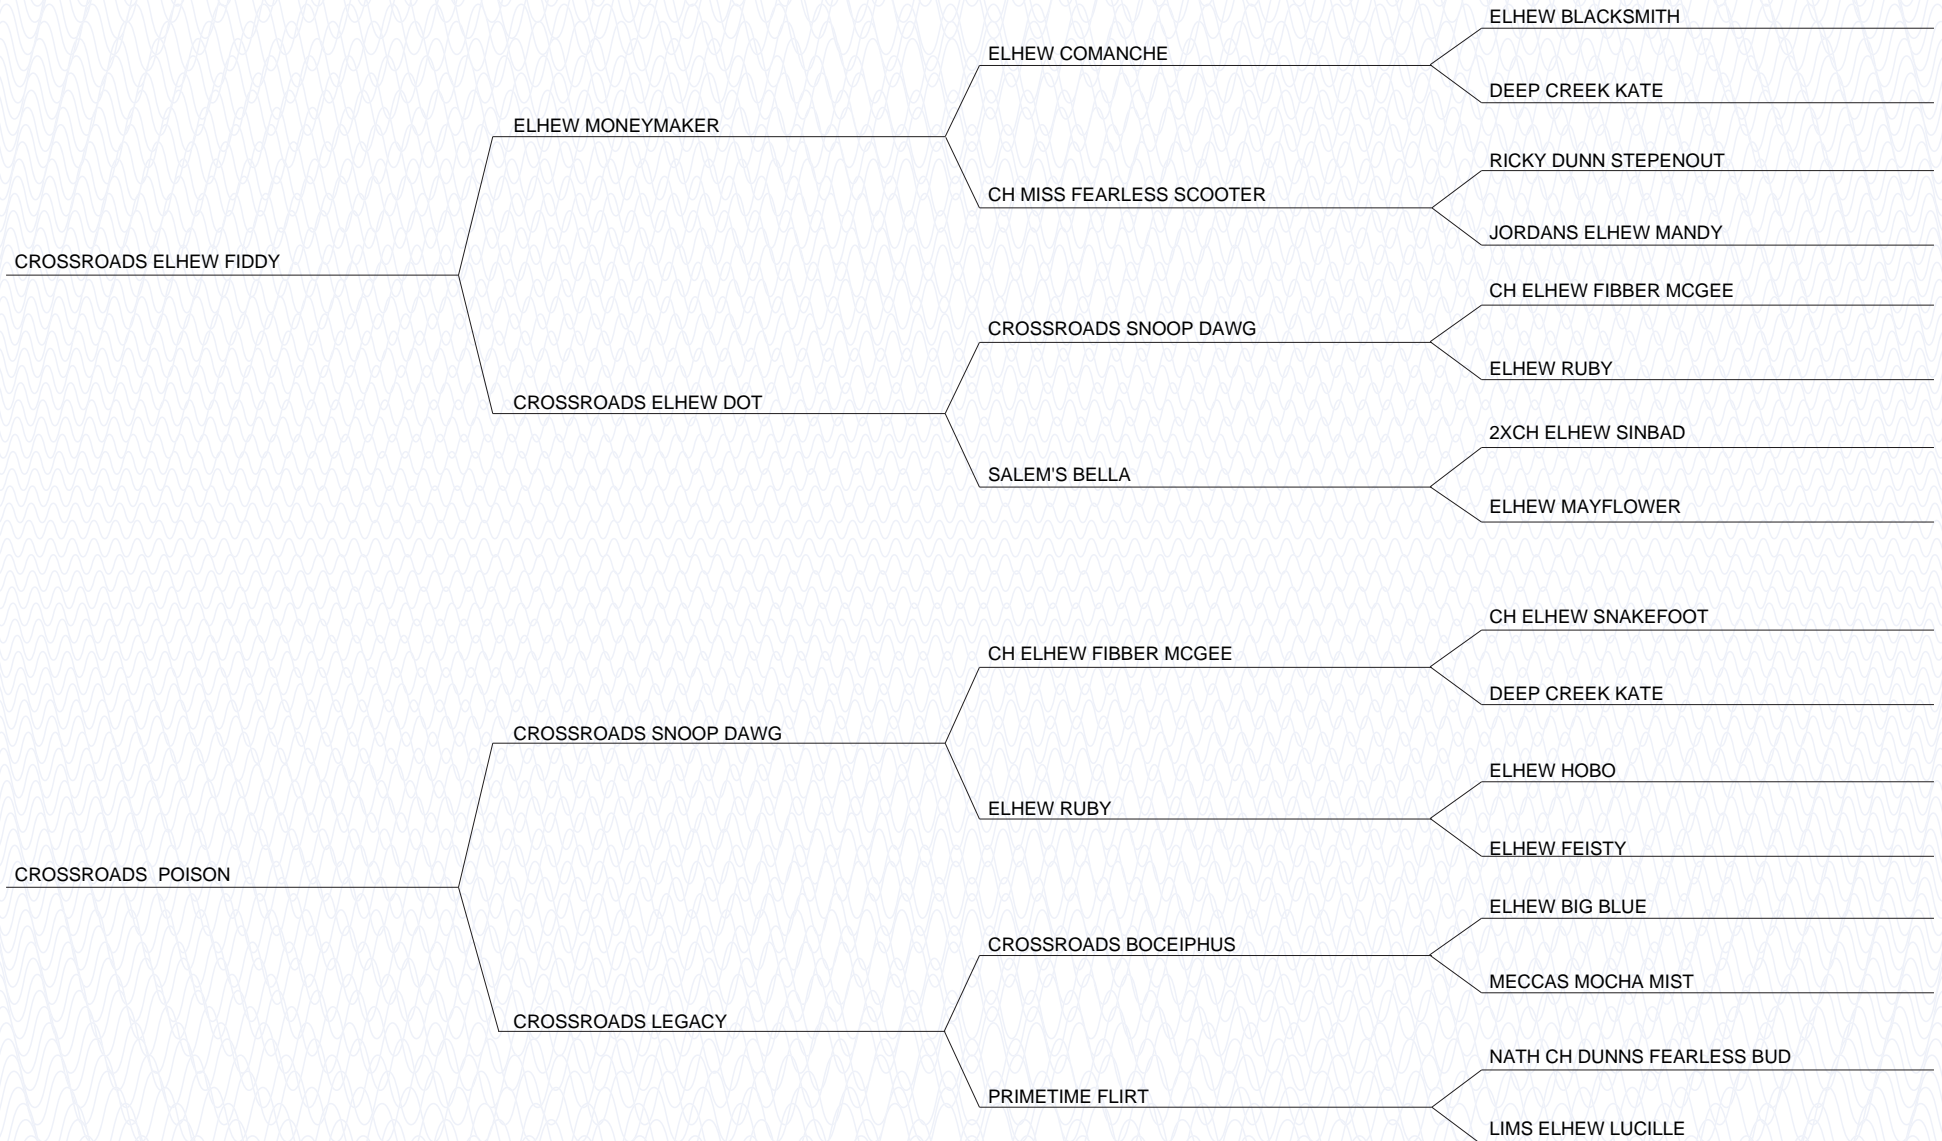 ELHEW BLACKSMITH
ELHEW COMANCHE
DEEP CREEK KATE
ELHEW MONEYMAKER
RICKY DUNN STEPENOUT
CH MISS FEARLESS SCOOTER
JORDANS ELHEW MANDY
CROSSROADS ELHEW FIDDY
CH ELHEW FIBBER MCGEE
CROSSROADS SNOOP DAWG
ELHEW RUBY
CROSSROADS ELHEW DOT
2XCH ELHEW SINBAD
SALEM'S BELLA
ELHEW MAYFLOWER
CH ELHEW SNAKEFOOT
CH ELHEW FIBBER MCGEE
DEEP CREEK KATE
CROSSROADS SNOOP DAWG
ELHEW HOBO
ELHEW RUBY
ELHEW FEISTY
CROSSROADS  POISON
ELHEW BIG BLUE
CROSSROADS BOCEIPHUS
MECCAS MOCHA MIST
CROSSROADS LEGACY
NATH CH DUNNS FEARLESS BUD
PRIMETIME FLIRT
LIMS ELHEW LUCILLE